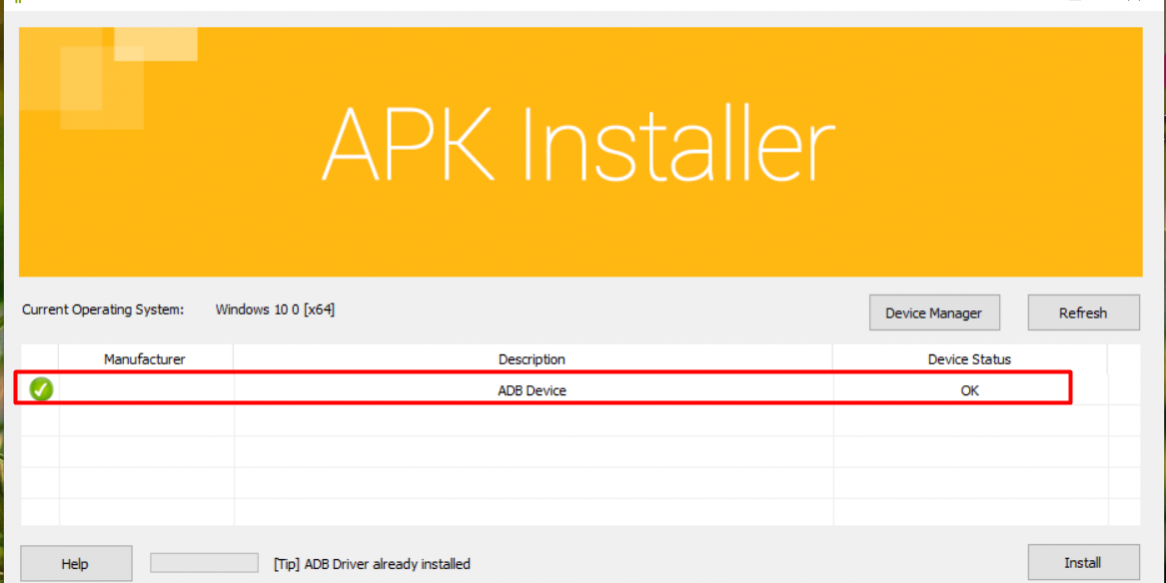 APK Installer
Current Operating System: Windows 10 0 [x64]
Device Manager
Refresh
Manufacturer Description Device Status
ADB Device OK
Help
[Tip] ADB Driver already installed
Install